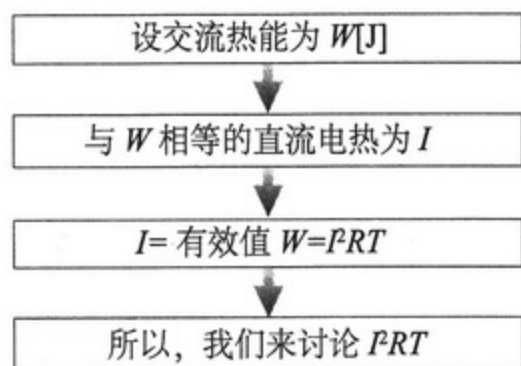 设交流热能为 W[J]
与 W 相等的直流电热为 I
I= 有效值 W=I²RT
所以，我们来讨论 I²RT